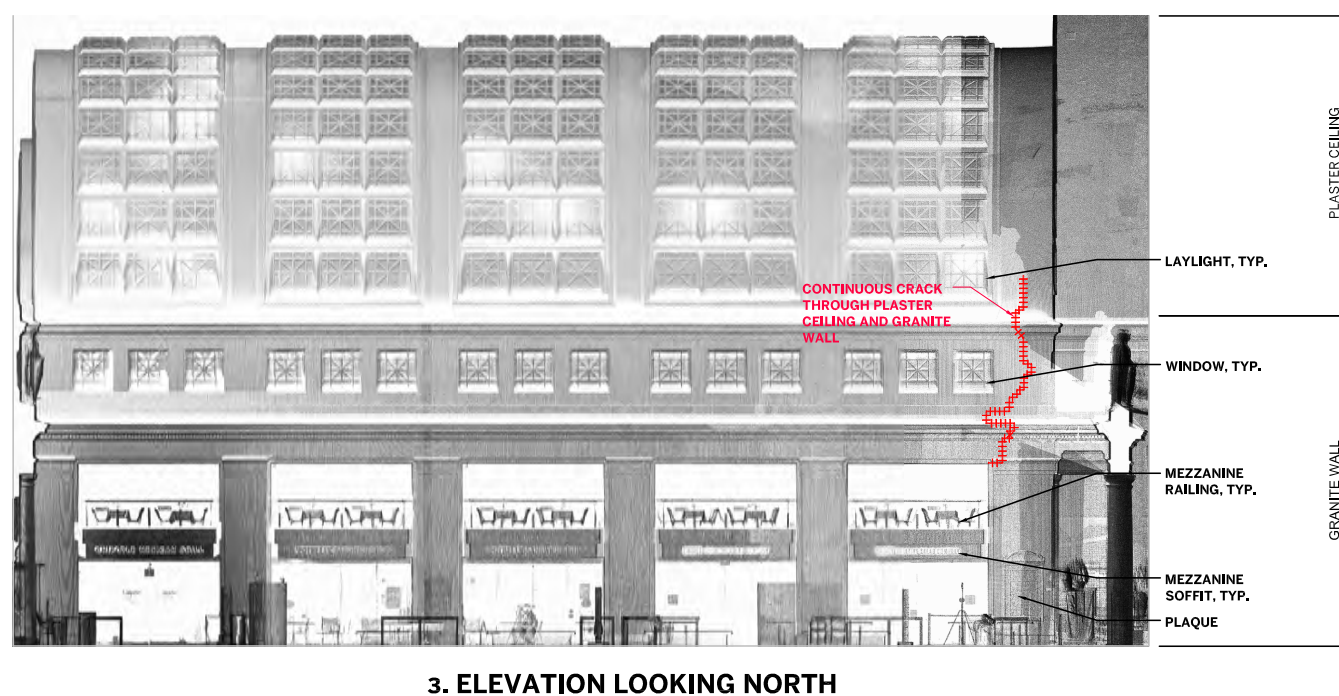 PLASTER CEILING
LAYLIGHT, TYP.
CONTINUOUS CRACK
THROUGH PLASTER
CEILING AND GRANITE
WALL
WINDOW, TYP.
GRANITE WALL
MEZZANINE
RAILING, TYP.
MEZZANINE
SOFFIT, TYP.
PLAQUE
3. ELEVATION LOOKING NORTH